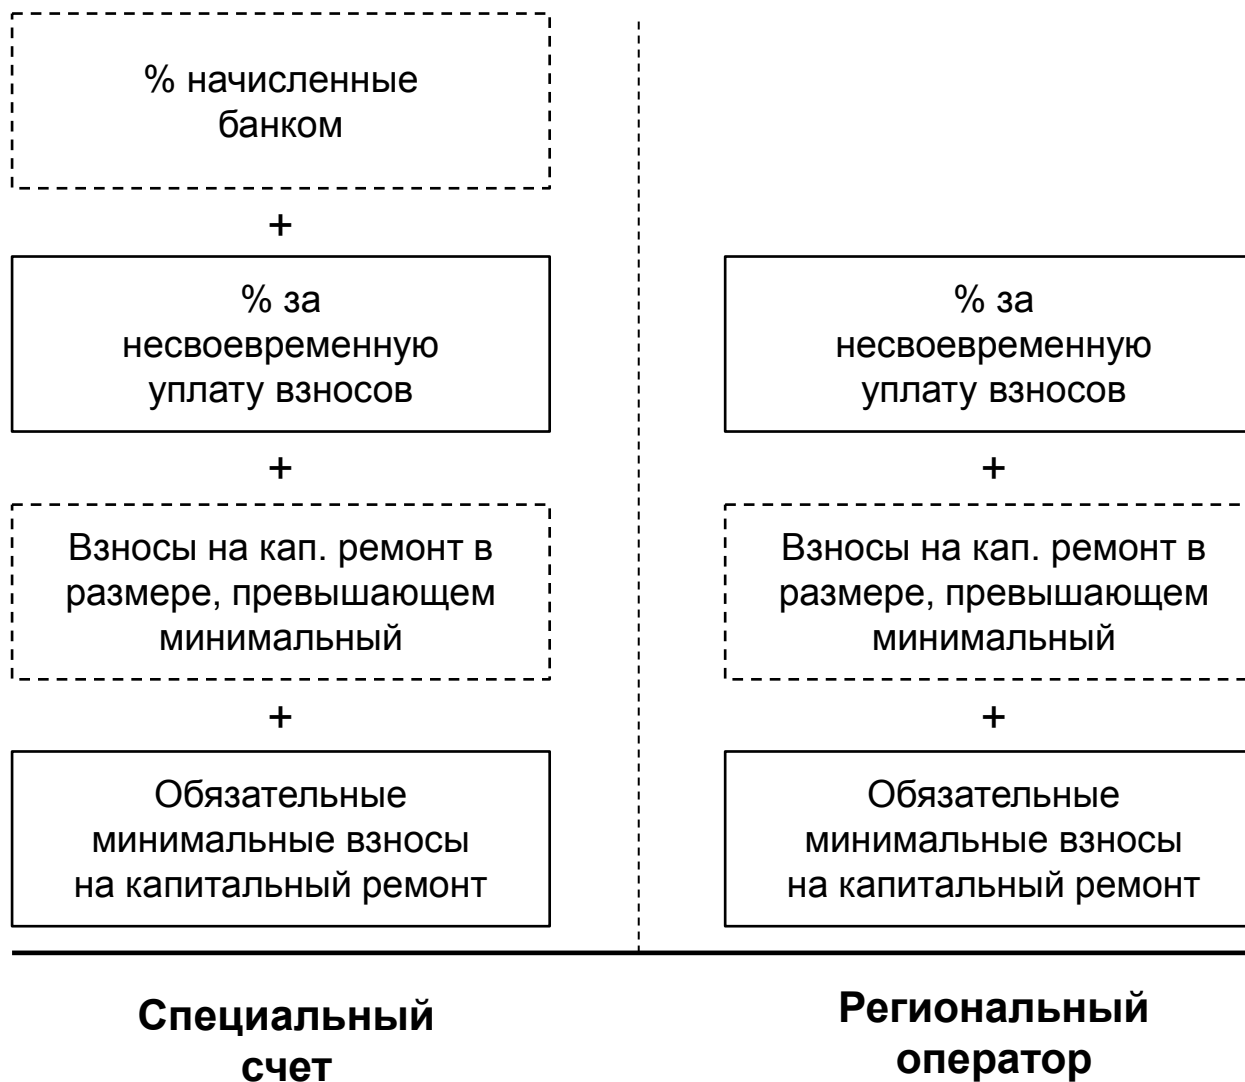 % начисленные
банком
+
% за
несвоевременную
уплату взносов
+
Взносы на кап. ремонт в
размере, превышающем
минимальный
+
Обязательные
минимальные взносы
на капитальный ремонт
Специальный
счет
% за
несвоевременную
уплату взносов
+
Взносы на кап. ремонт в
размере, превышающем
минимальный
+
Обязательные
минимальные взносы
на капитальный ремонт
Региональный
оператор